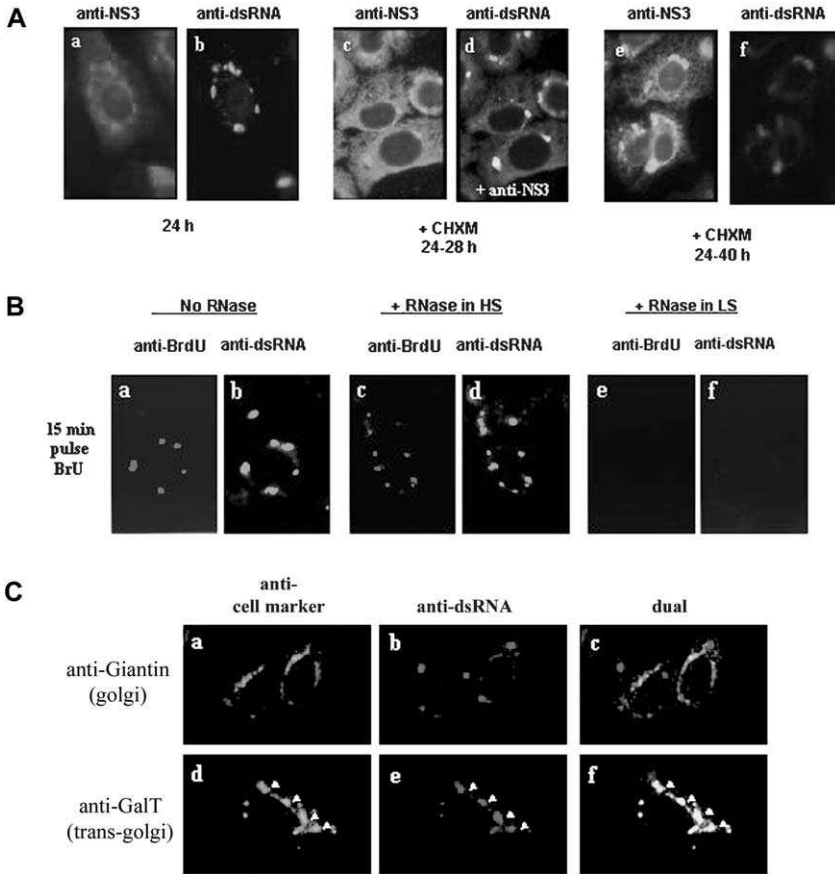 A
anti-NS3 anti-dsRNA anti-NS3 anti-dsRNA anti-NS3 anti-dsRNA
a b c d e f
+ anti-NS3
24 h
+ CHXM
24-28 h
+ CHXM
24-40 h
B
No RNase + RNase in HS + RNase in LS
anti-BrdU anti-dsRNA anti-BrdU anti-dsRNA anti-BrdU anti-dsRNA
a b c d e f
15 min
pulse
BrU
C
anti-
cell marker anti-dsRNA dual
a b c
anti-Giantin
(golgi)
d e f
anti-GalT
(trans-golgi)